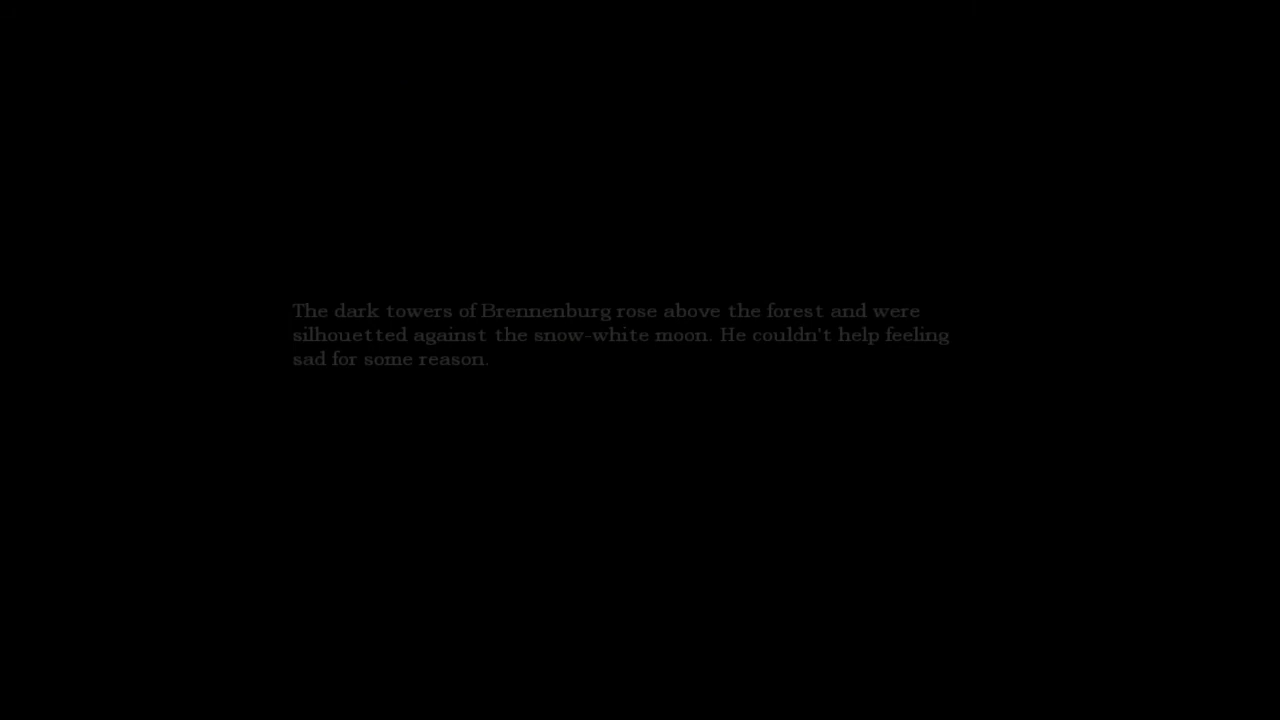 The dark towers of Brennenburg rose above the forest and were
silhouetted against the snow-white moon. He couldn't help feeling
sad for some reason.